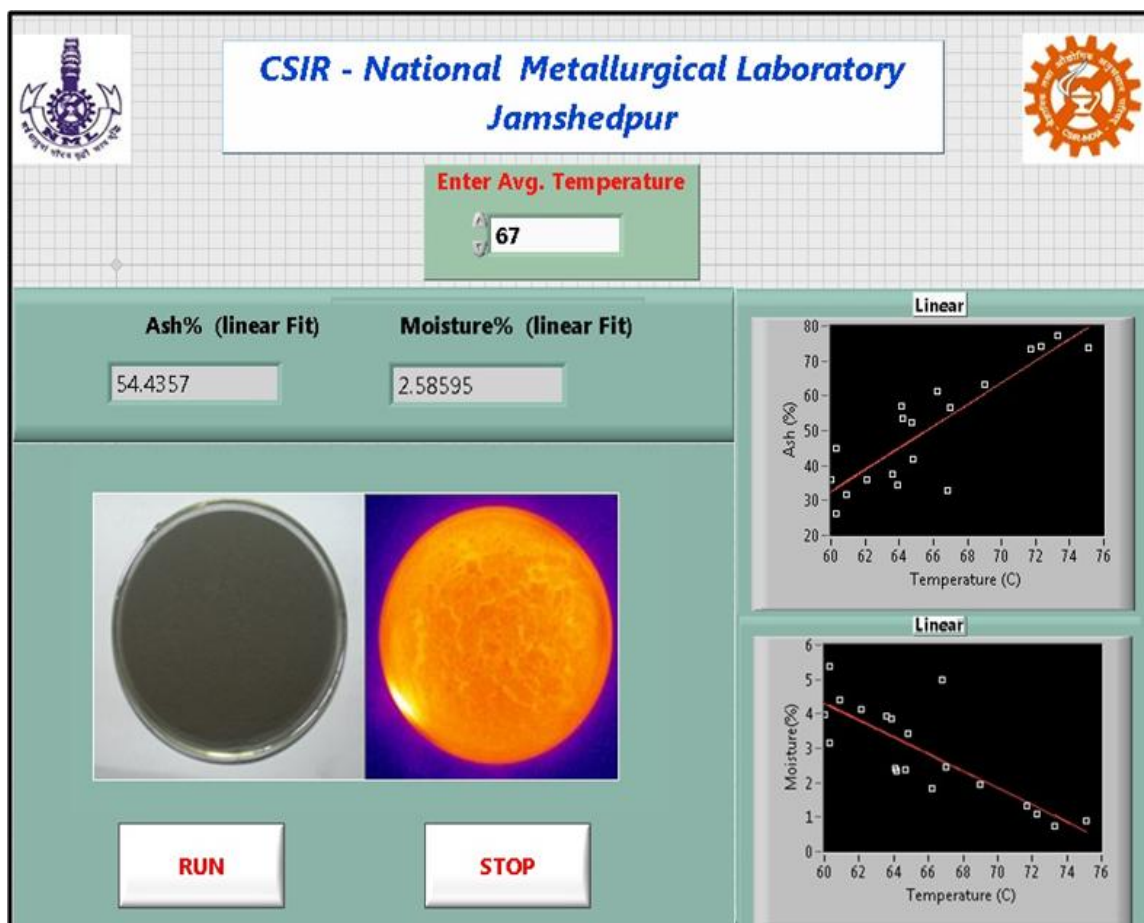 CSIR - National Metallurgical Laboratory
Jamshedpur
NML
CSIR-INDIA
Enter Avg. Temperature
67
Ash% (linear Fit)
Moisture% (linear Fit)
54.4357
2.58595
Linear
80
70
60
50
40
30
20
Ash (%)
60 62 64 66 68 70 72 74 76
Temperature (C)
Linear
6
5
4
3
2
1
0
Moisture(%)
60 62 64 66 68 70 72 74 76
Temperature (C)
RUN
STOP